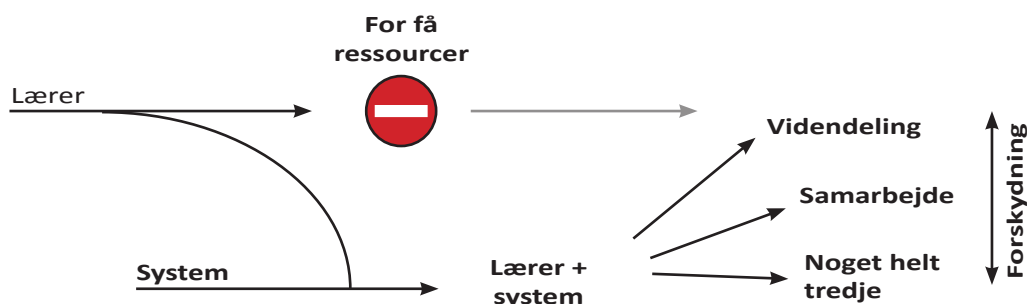 For få
ressourcer
Lærer
Videndeling
Samarbejde
Forskydning
System
Lærer +
system
Noget helt
tredje